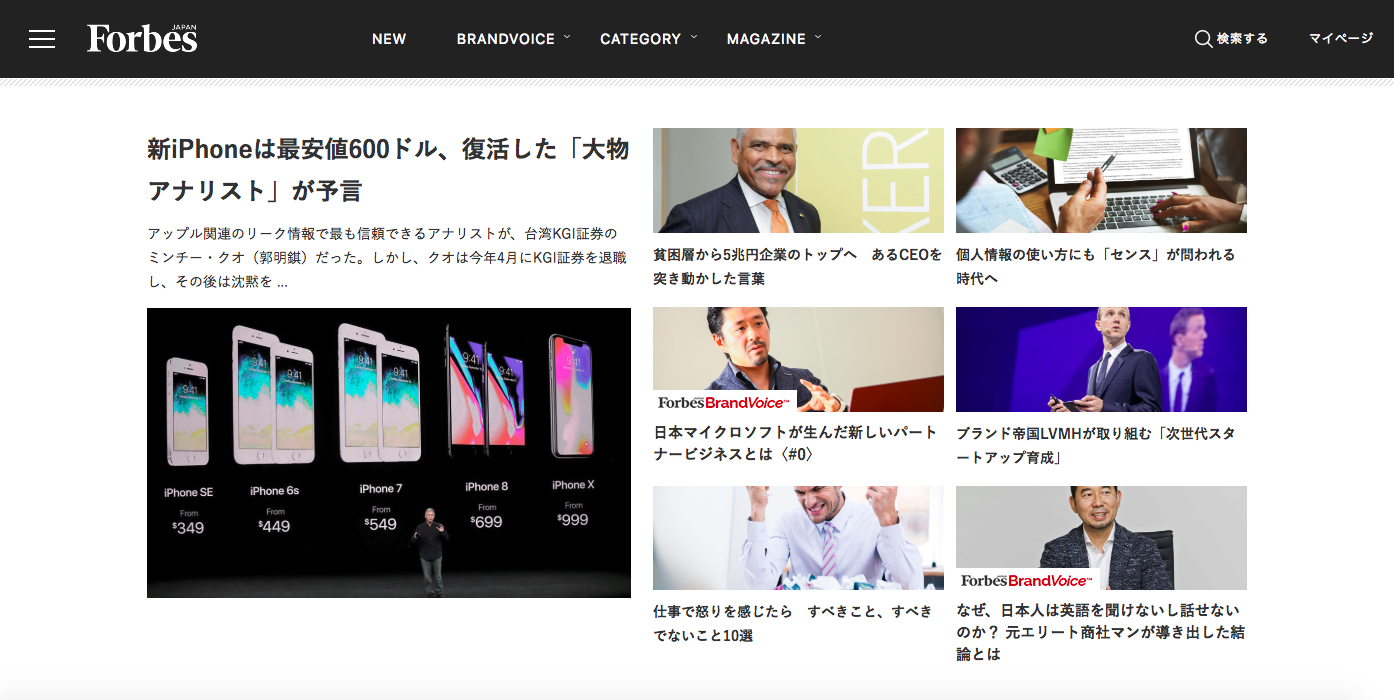 Forbes
JAPAN
NEW
BRANDVOICE
CATEGORY
MAGAZINE
検索する
マイページ
新iPhoneは最安値600ドル、復活した「大物
アナリスト」が予言
アップル関連のリーク情報で最も信頼できるアナリストが、台湾KGI証券の
ミンチー・クオ（郭明錤）だった。しかし、クオは今年4月にKGI証券を退職
し、その後は沈黙を ...
9:41
9:41
9:41
9:41
9:41
9:41
9:41
9:41
iPhone SE
From
$349
iPhone 6s
From
$449
iPhone 7
From
$549
iPhone 8
From
$699
iPhone X
From
$999
KER
貧困層から5兆円企業のトップへ　あるCEOを
突き動かした言葉
個人情報の使い方にも「センス」が問われる
時代へ
Forbes BrandVoice™
日本マイクロソフトが生んだ新しいパート
ナービジネスとは〈#0〉
ブランド帝国LVMHが取り組む「次世代スタ
ートアップ育成」
仕事で怒りを感じたら　すべきこと、すべき
でないこと10選
Forbes BrandVoice™
なぜ、日本人は英語を聞けないし話せない
のか？ 元エリート商社マンが導き出した結
論とは